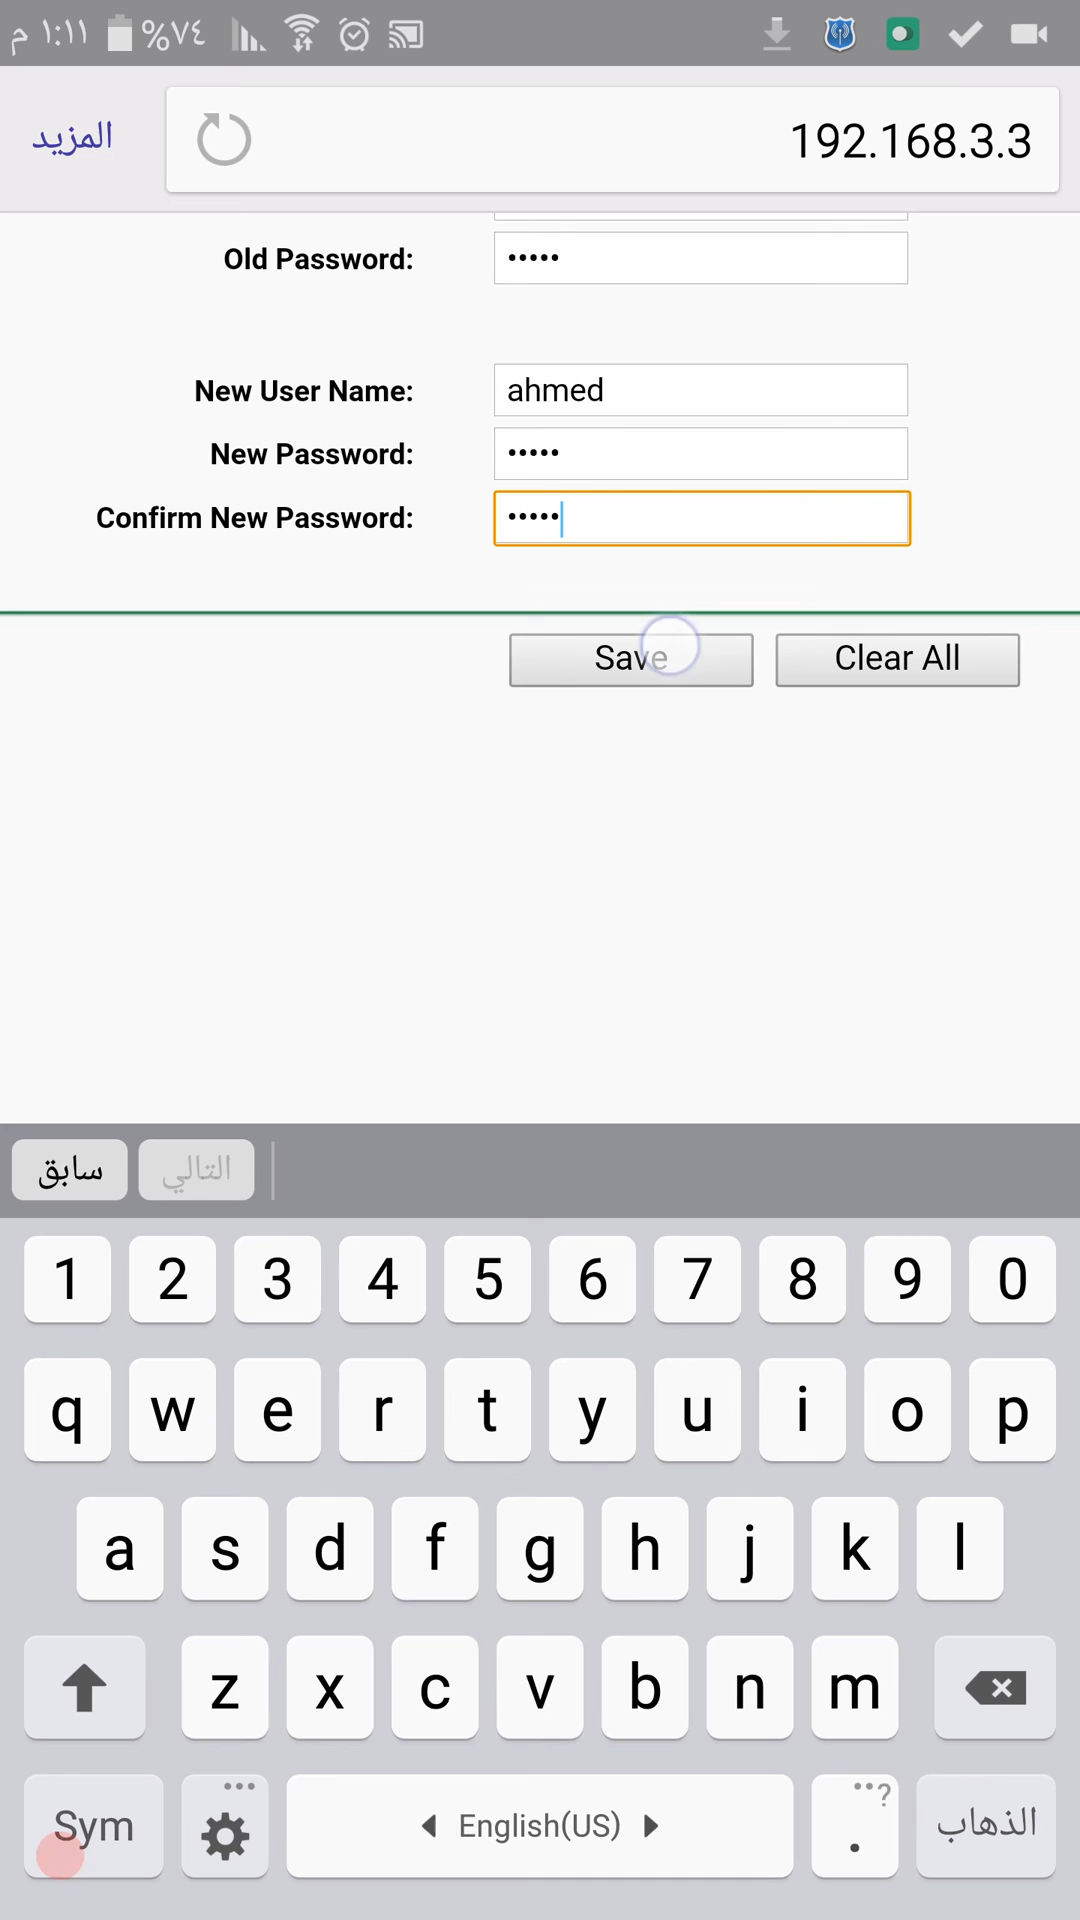 ١:١١ م %٧٤
المزيد 192.168.3.3
Old Password: •••••
New User Name: ahmed
New Password: •••••
Confirm New Password: •••••
Save Clear All
سابق التالي
1 2 3 4 5 6 7 8 9 0
q w e r t y u i o p
a s d f g h j k l
z x c v b n m
Sym English(US) . ? الذهاب